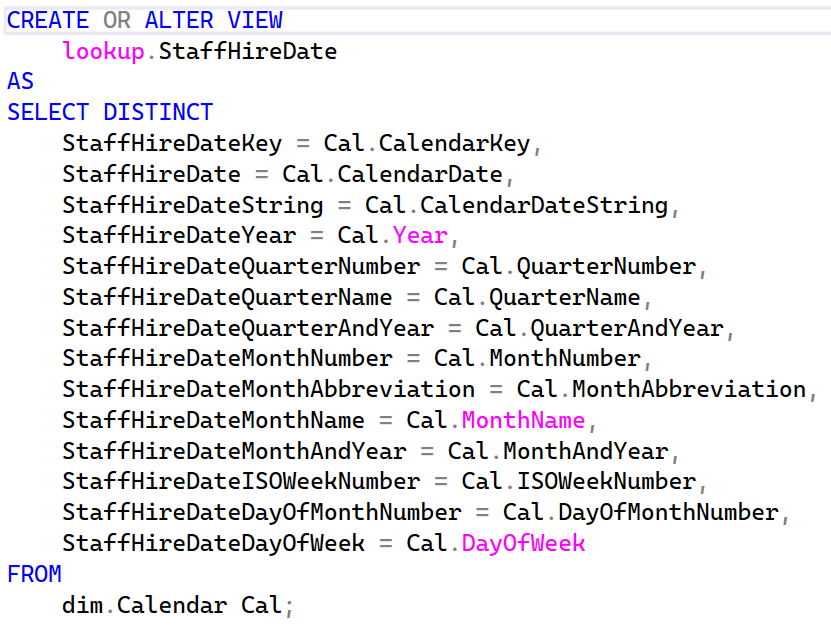 CREATE OR ALTER VIEW
lookup.StaffHireDate
AS
SELECT DISTINCT
StaffHireDateKey = Cal.CalendarKey,
StaffHireDate = Cal.CalendarDate,
StaffHireDateString = Cal.CalendarDateString,
StaffHireDateYear = Cal.Year,
StaffHireDateQuarterNumber = Cal.QuarterNumber,
StaffHireDateQuarterName = Cal.QuarterName,
StaffHireDateQuarterAndYear = Cal.QuarterAndYear,
StaffHireDateMonthNumber = Cal.MonthNumber,
StaffHireDateMonthAbbreviation = Cal.MonthAbbreviation,
StaffHireDateMonthName = Cal.MonthName,
StaffHireDateMonthAndYear = Cal.MonthAndYear,
StaffHireDateISOWeekNumber = Cal.ISOWeekNumber,
StaffHireDateDayOfMonthNumber = Cal.DayOfMonthNumber,
StaffHireDateDayOfWeek = Cal.DayOfWeek
FROM
dim.Calendar Cal;